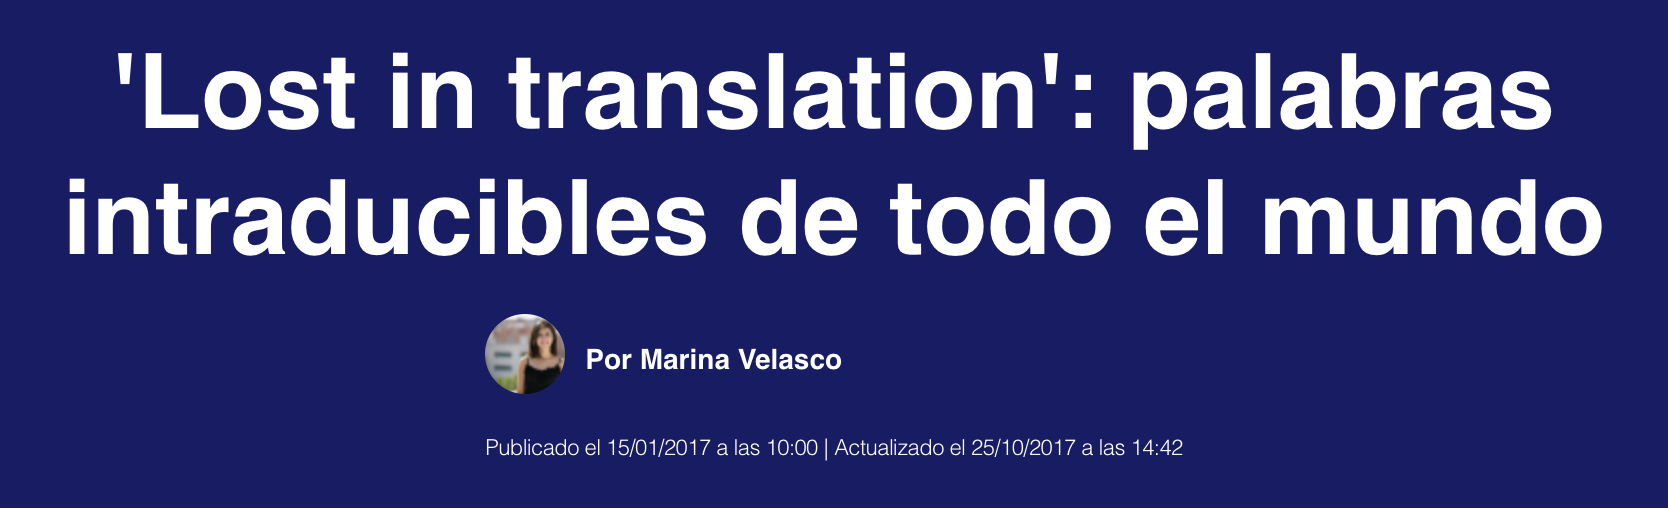 'Lost in translation': palabras
intraducibles de todo el mundo
Por Marina Velasco
Publicado el 15/01/2017 a las 10:00 | Actualizado el 25/10/2017 a las 14:42